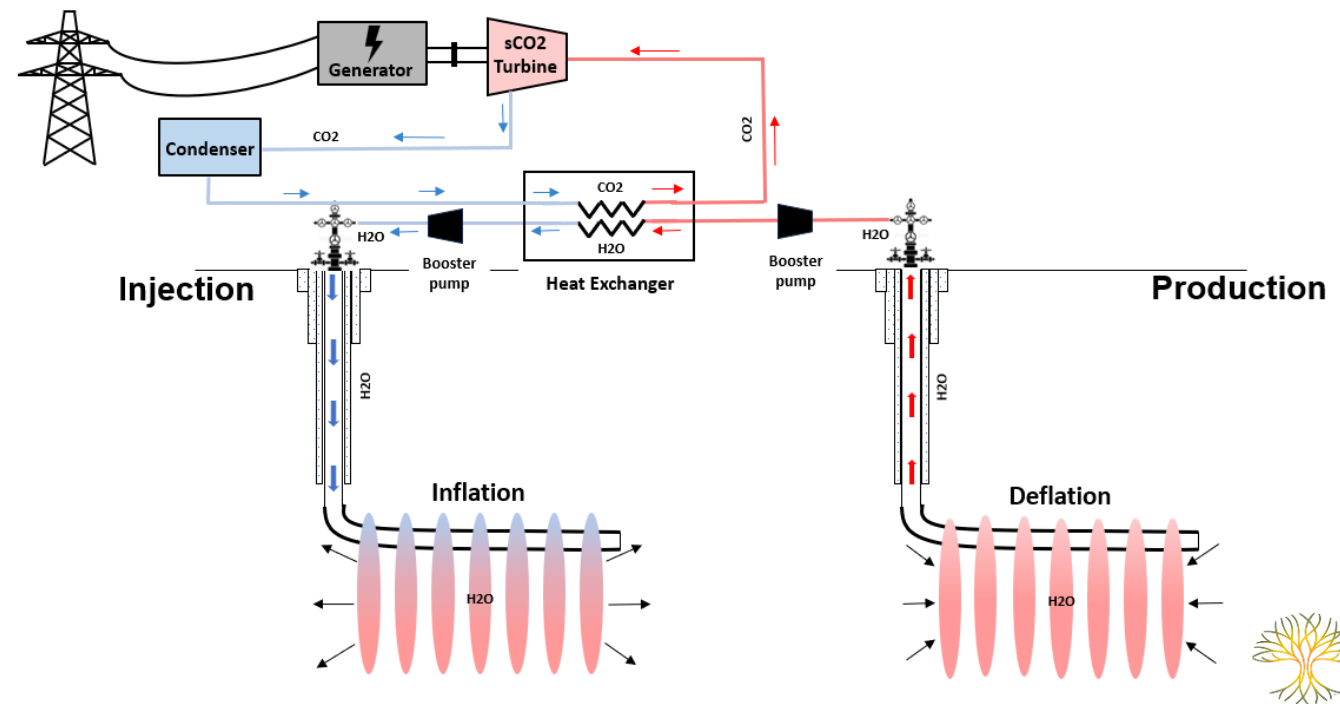 sCO2
Turbine
Generator
CO2
Condenser
CO2
CO2
H2O
H2O
H2O
Booster
pump
Heat Exchanger
Booster
pump
Injection
Production
H2O
H2O
Inflation
Deflation
H2O
H2O